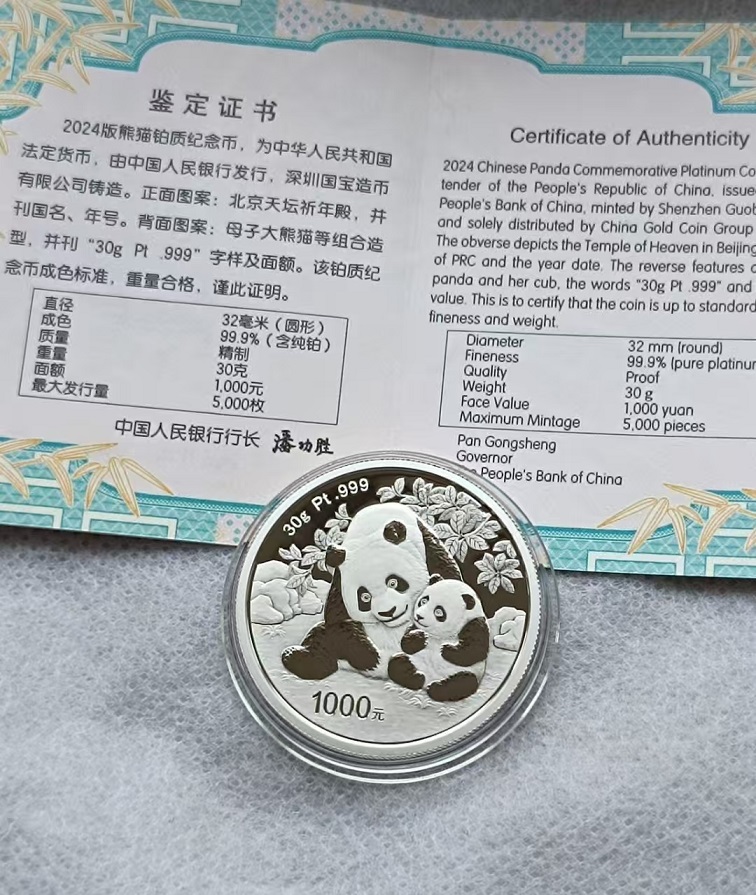 鉴定证书
2024版熊猫铂质纪念币，为中华人民共和国
法定货币，由中国人民银行发行，深圳国宝造币
有限公司铸造。正面图案：北京天坛祈年殿，并
刊国名、年号。背面图案：母子大熊猫等组合造
型，并刊“30g Pt .999”字样及面额。该铂质纪
念币成色标准，重量合格，谨此证明。
直径 32毫米（圆形）
成色 99.9%（含纯铂）
质量 精制
重量 30克
面额 1,000元
最大发行量 5,000枚
中国人民银行行长 潘功胜
Certificate of Authenticity
2024 Chinese Panda Commemorative Platinum Co
tender of the People's Republic of China, issue
People's Bank of China, minted by Shenzhen Guob
and solely distributed by China Gold Coin Group
The obverse depicts the Temple of Heaven in Beijing
of PRC and the year date. The reverse features
panda and her cub, the words "30g Pt .999" and
value. This is to certify that the coin is up to standard
fineness and weight.
Diameter 32 mm (round)
Fineness 99.9% (pure platinum
Quality Proof
Weight 30 g
Face Value 1,000 yuan
Maximum Mintage 5,000 pieces
Pan Gongsheng
Governor
People's Bank of China
30g Pt .999
1000元